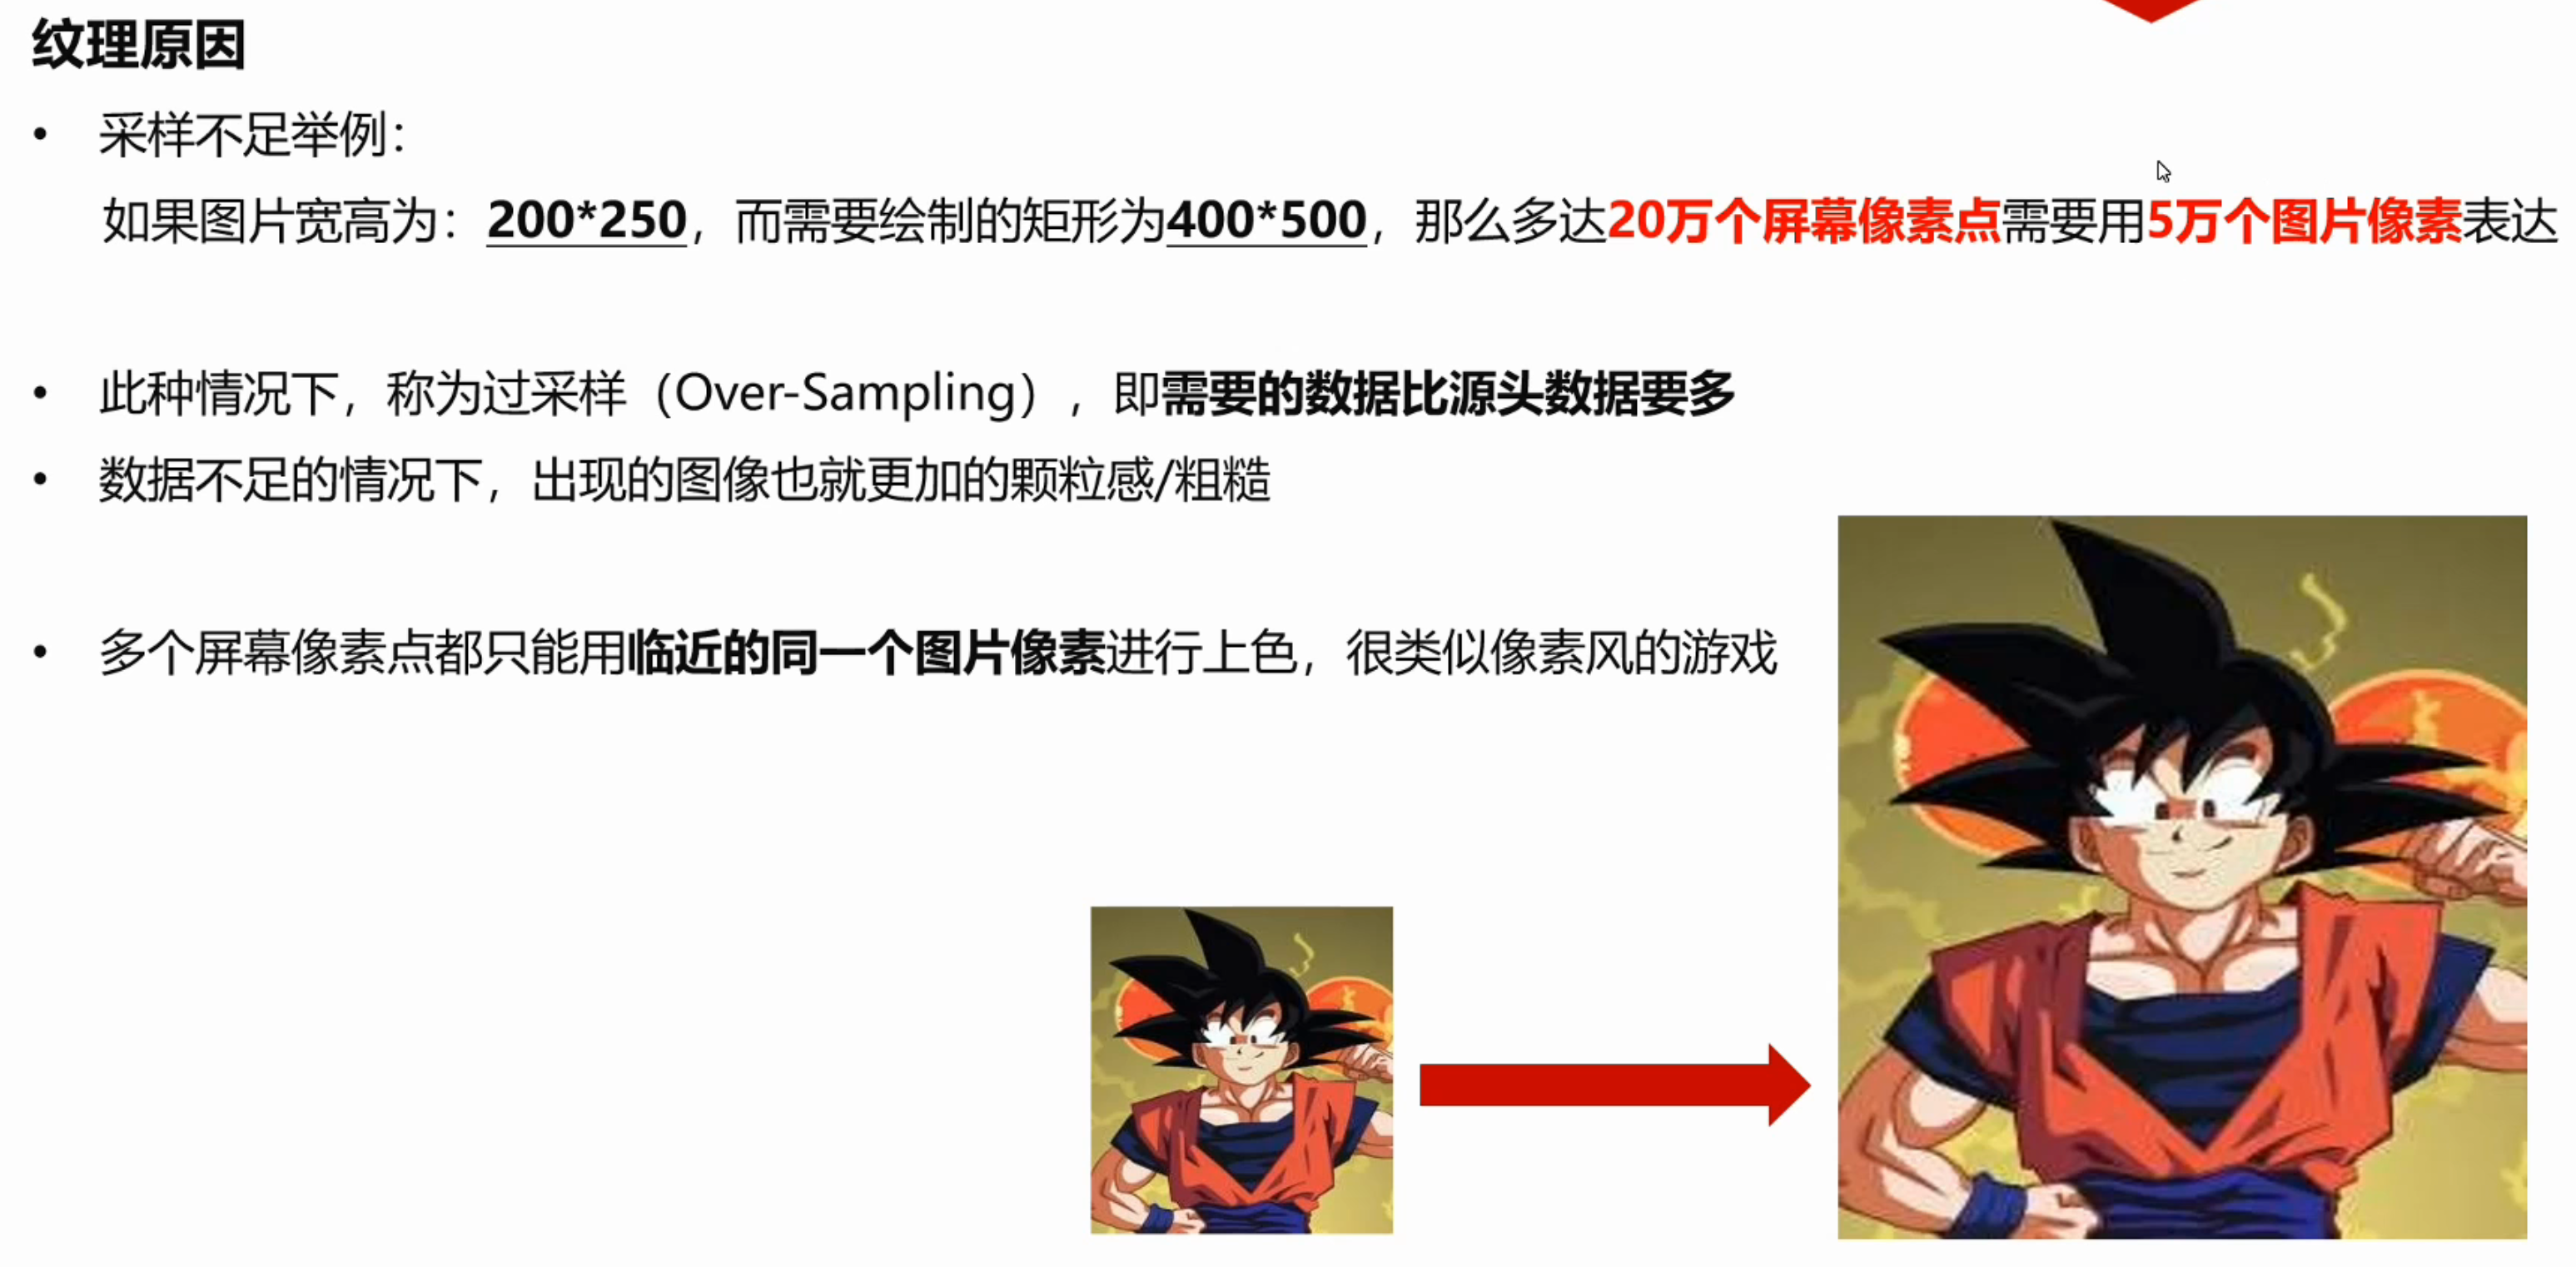 纹理原因
• 采样不足举例：
如果图片宽高为：200*250，而需要绘制的矩形为400*500，那么多达20万个屏幕像素点需要用5万个图片像素表达
• 此种情况下，称为过采样（Over-Sampling），即需要的数据比源头数据要多
• 数据不足的情况下，出现的图像也就更加的颗粒感/粗糙
• 多个屏幕像素点都只能用临近的同一个图片像素进行上色，很类似像素风的游戏